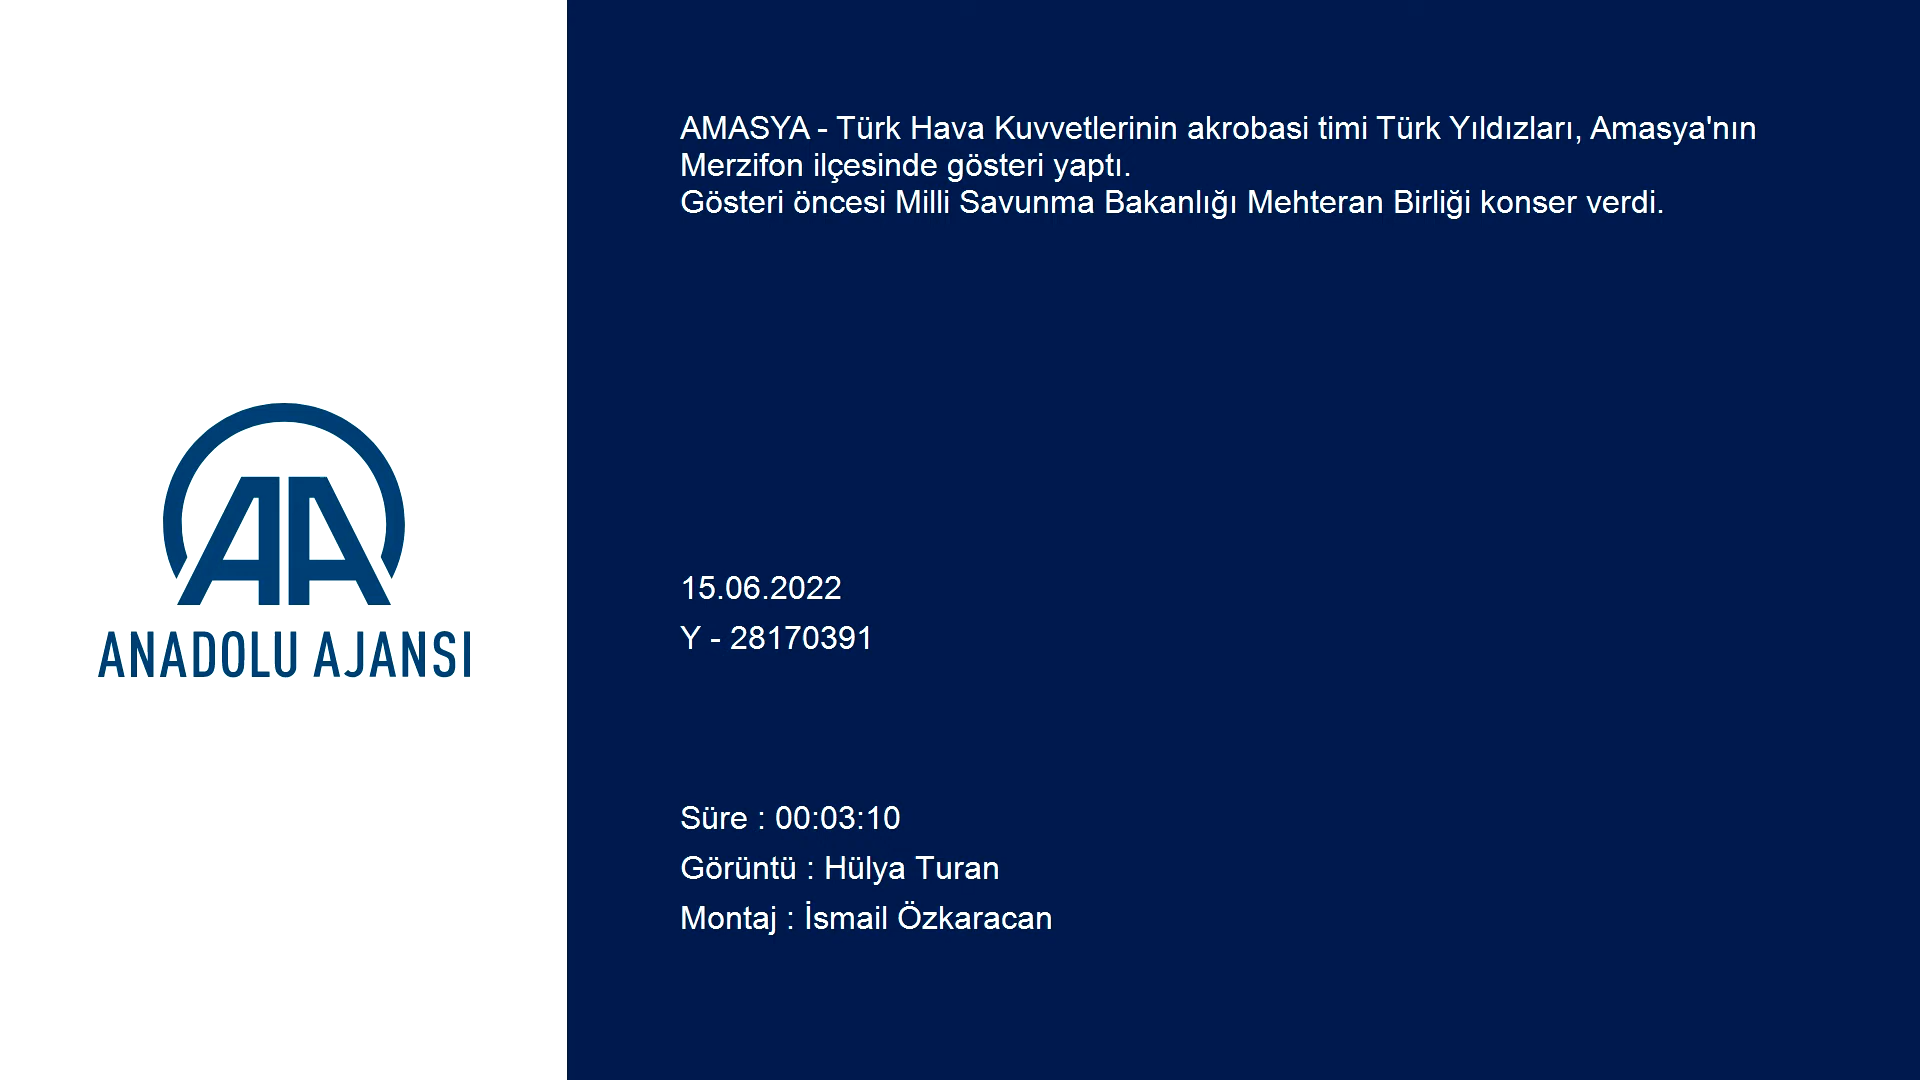 AMASYA - Türk Hava Kuvvetlerinin akrobasi timi Türk Yıldızları, Amasya'nın
Merzifon ilçesinde gösteri yaptı.
Gösteri öncesi Milli Savunma Bakanlığı Mehteran Birliği konser verdi.
AA
ANADOLU AJANSI
15.06.2022
Y - 28170391
Süre : 00:03:10
Görüntü : Hülya Turan
Montaj : İsmail Özkaracan